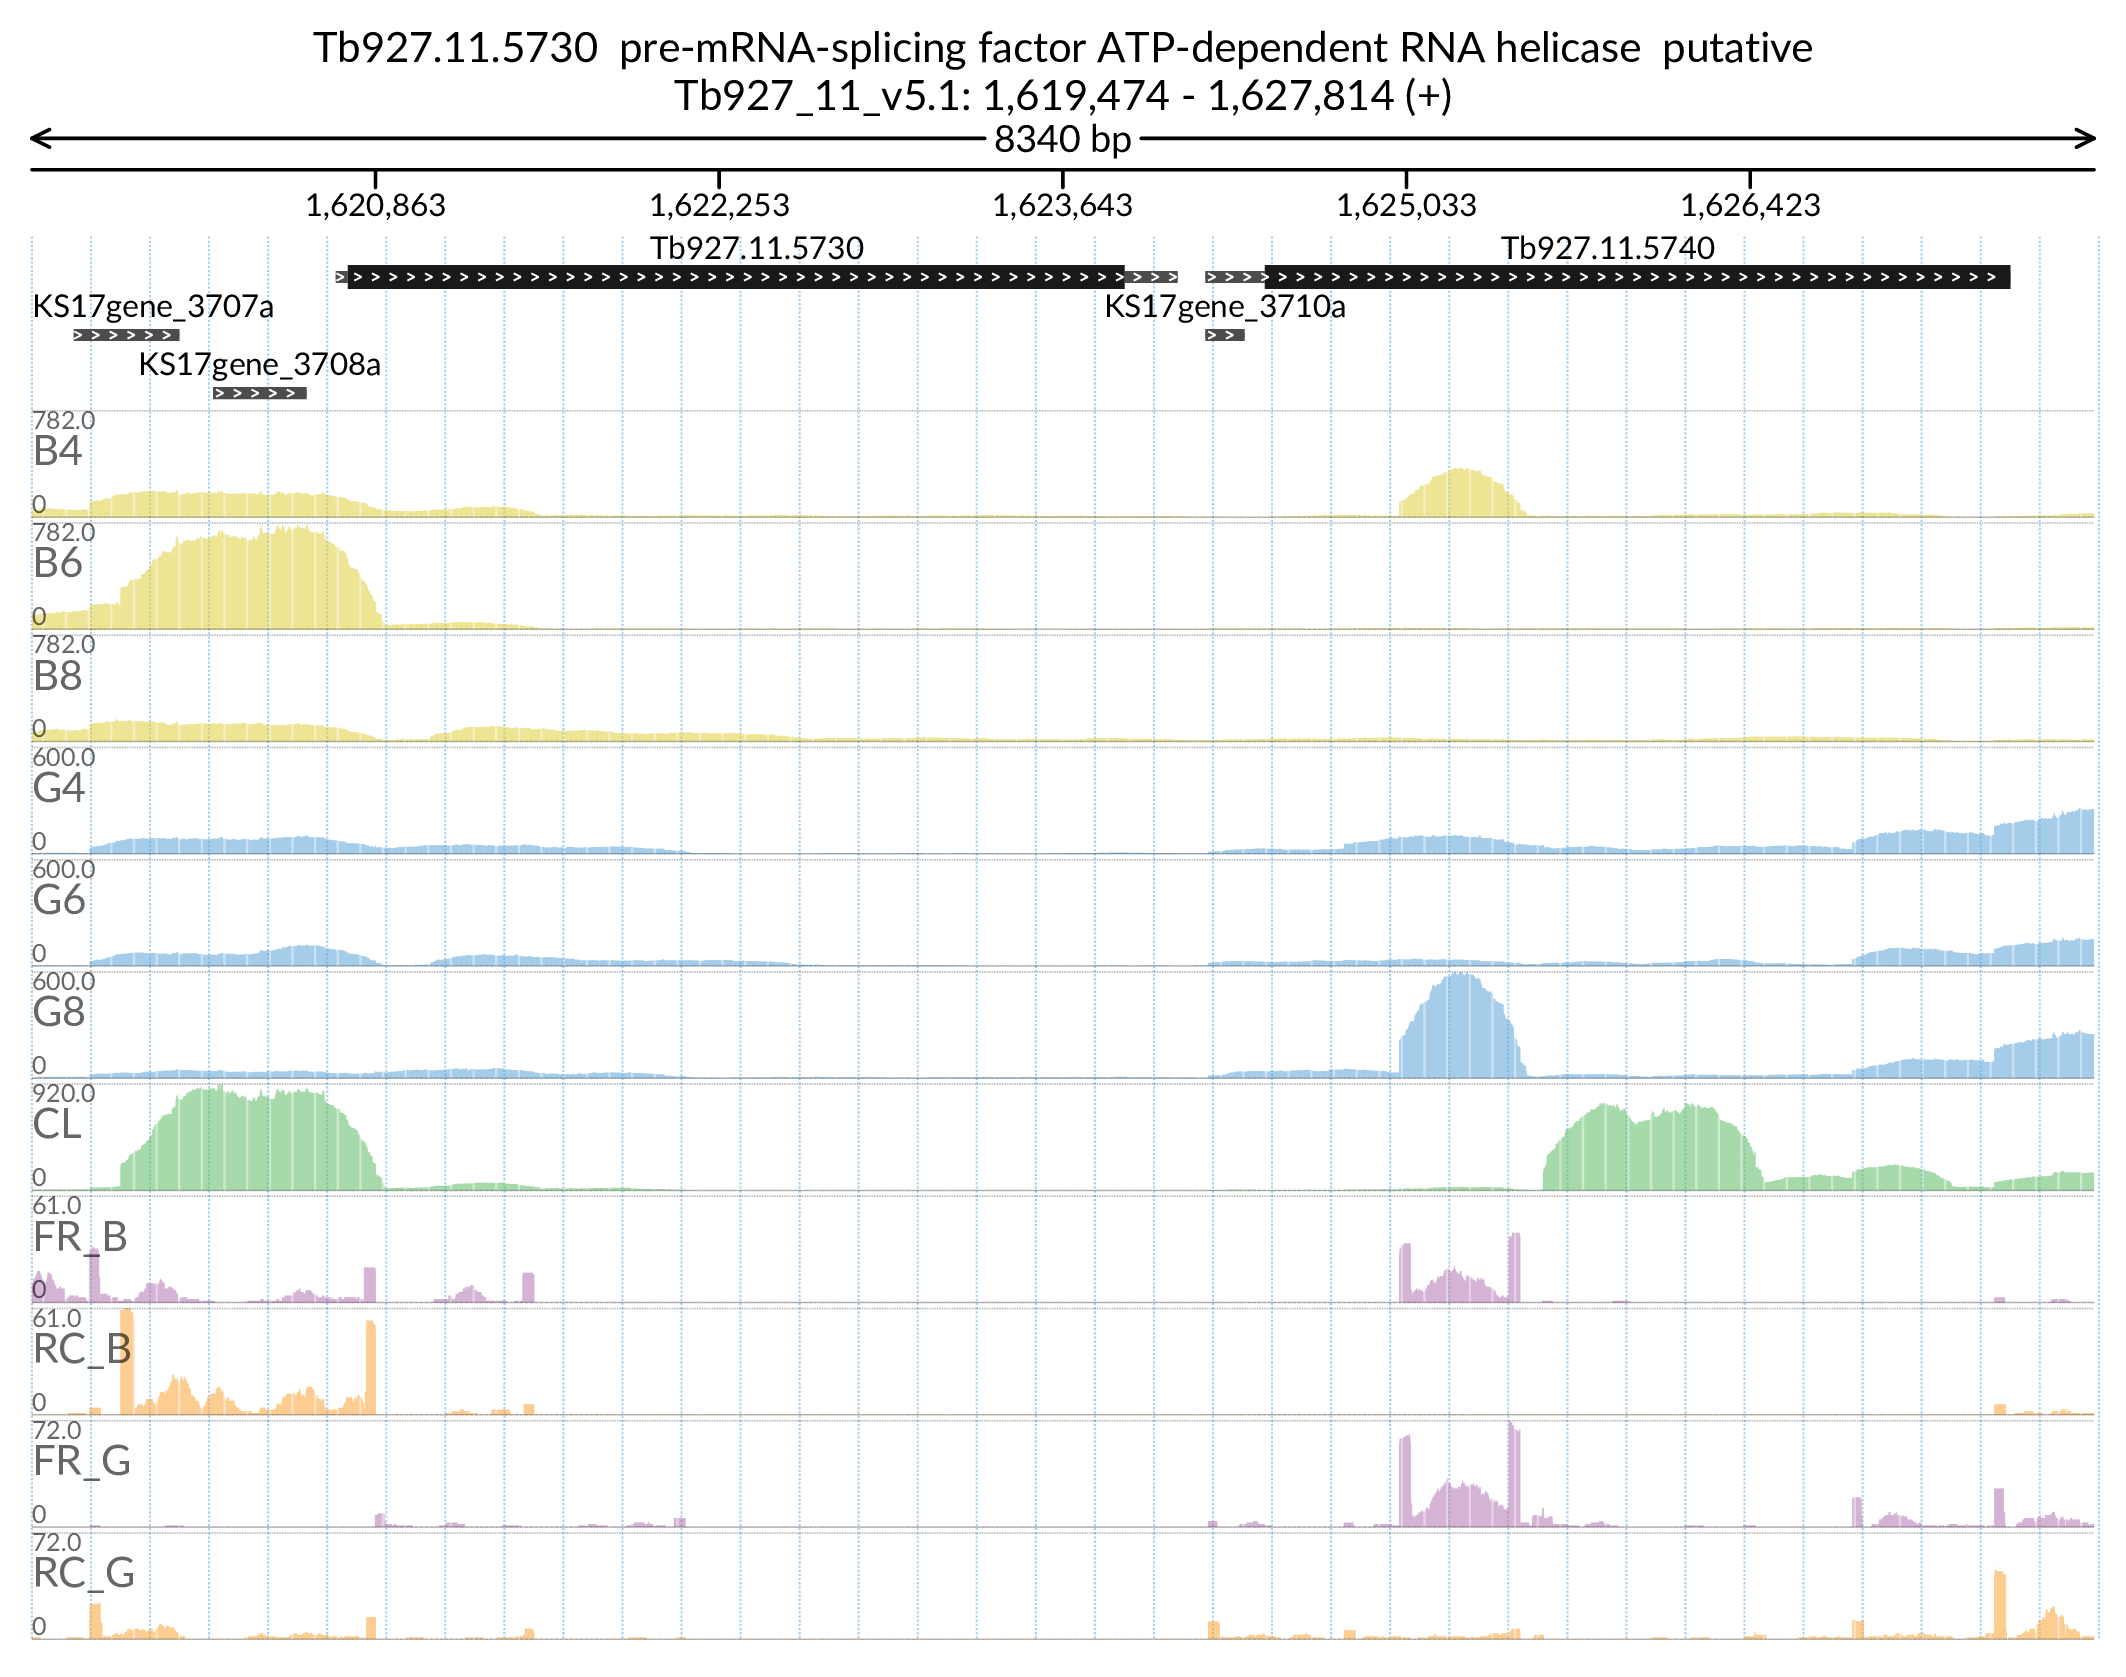 Tb927.11.5730  pre-mRNA-splicing factor ATP-dependent RNA helicase  putative
Tb927_11_v5.1: 1,619,474 - 1,627,814 (+)
8340 bp
1,620,863 1,622,253 1,623,643 1,625,033 1,626,423
Tb927.11.5730 Tb927.11.5740
KS17gene_3707a KS17gene_3710a
KS17gene_3708a
782.0
B4
0
782.0
B6
0
782.0
B8
0
600.0
G4
0
600.0
G6
0
600.0
G8
0
920.0
CL
0
61.0
FR_B
0
61.0
RC_B
0
72.0
FR_G
0
72.0
RC_G
0